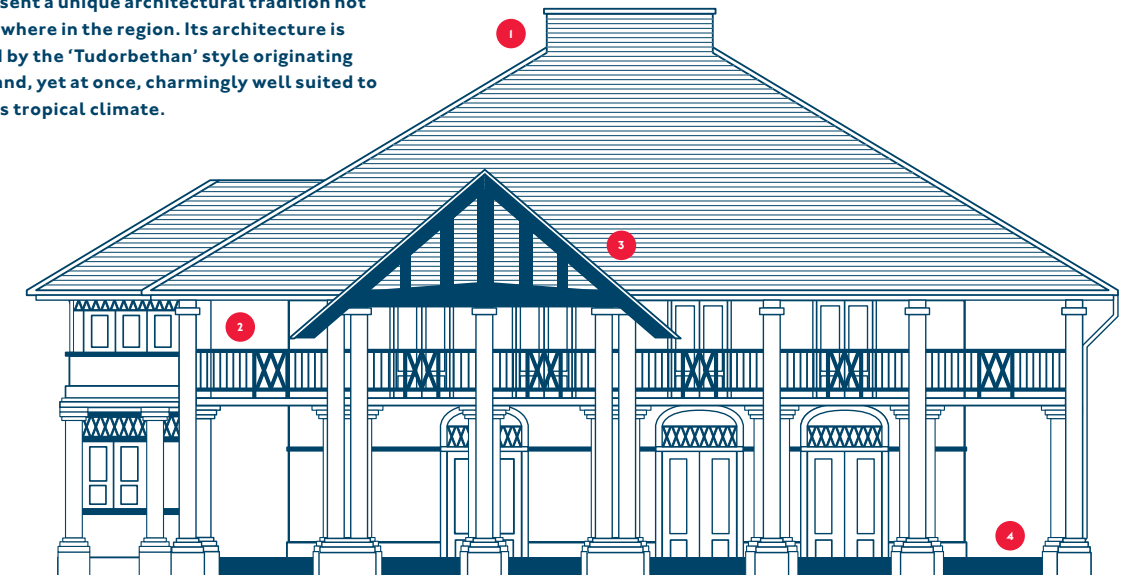 sent a unique architectural tradition not
where in the region. Its architecture is
by the ‘Tudorbethan’ style originating
and, yet at once, charmingly well suited to
s tropical climate.
1
3
2
4